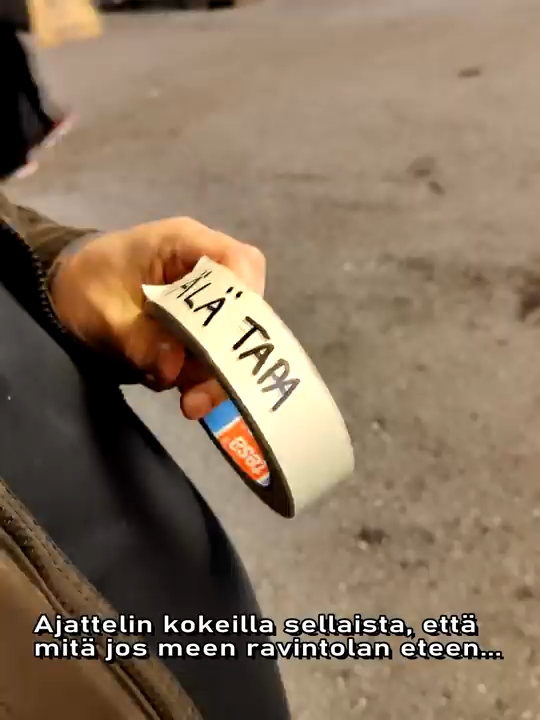 ÄLÄ TAPA
tesa
Ajattelin kokeilla sellaista, että
mitä jos meen ravintolan eteen...